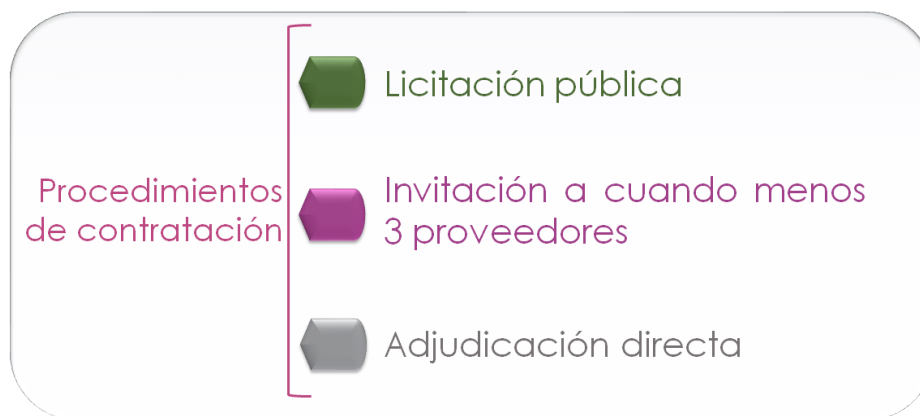 Licitación pública
Procedimientos
de contratación
Invitación a cuando menos
3 proveedores
Adjudicación directa